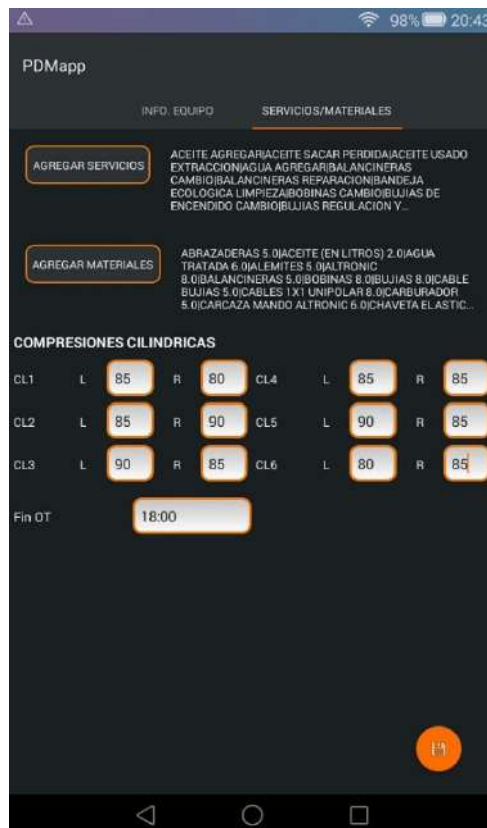 98% 20:43
PDMapp
INFO. EQUIPO SERVICIOS/MATERIALES
AGREGAR SERVICIOS
ACEITE AGREGAR|ACEITE SACAR PERDIDA|ACEITE USADO
EXTRACCION|AGUA AGREGAR|BALANCINERAS
CAMBIO|BALANCINERAS REPARACION|BANDEJA
ECOLOGICA LIMPIEZA|BOBINAS CAMBIO|BUJIAS DE
ENCENDIDO CAMBIO|BUJIAS REGULACION Y...
AGREGAR MATERIALES
ABRAZADERAS 5.0|ACEITE (EN LITROS) 2.0|AGUA
TRATADA 6.0|ALEMITES 5.0|ALTRONIC
8.0|BALANCINERAS 5.0|BOBINAS 8.0|BUJIAS 8.0|CABLE
BUJIAS 5.0|CABLES 1X1 UNIPOLAR 8.0|CARBURADOR
5.0|CARCAZA MANDO ALTRONIC 6.0|CHAVETA ELASTIC...
COMPRESIONES CILINDRICAS
CL1 L 85 R 80 CL4 L 85 R 85
CL2 L 85 R 90 CL5 L 90 R 85
CL3 L 90 R 85 CL6 L 80 R 85
Fin OT 18:00